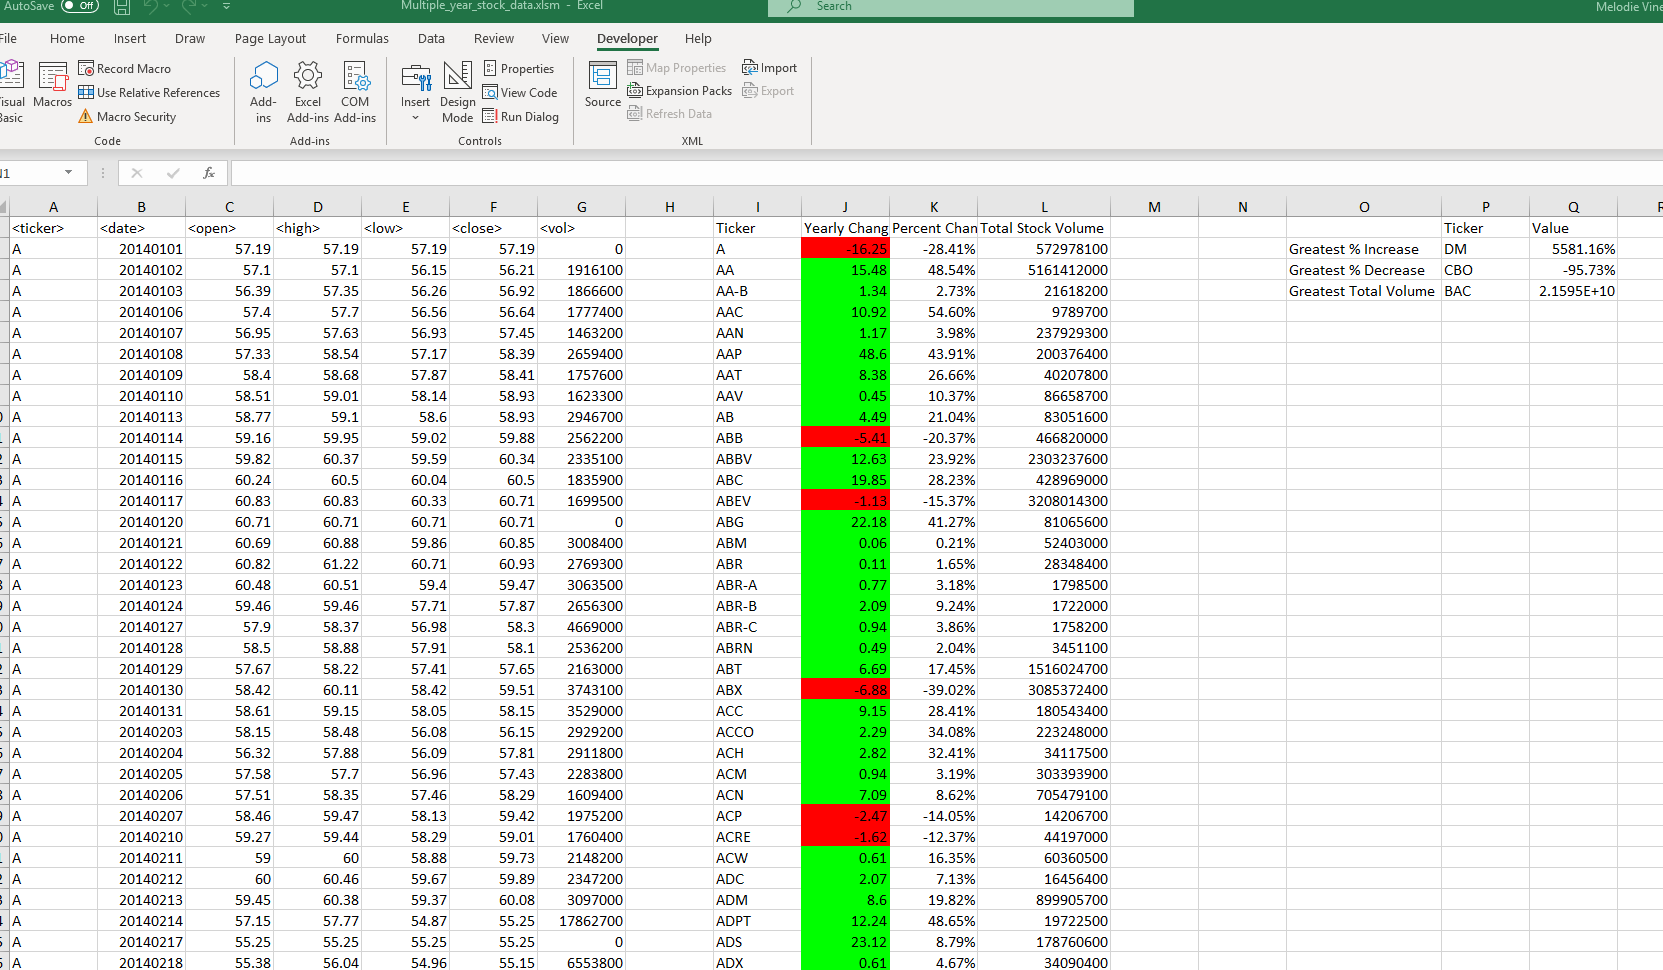 AutoSave Off Multiple_year_stock_data.xlsm - Excel Search Melodie Vine
File Home Insert Draw Page Layout Formulas Data Review View Developer Help
Visual Basic Macros Record Macro Use Relative References Macro Security Code
Add-ins Excel Add-ins COM Add-ins Add-ins
Insert Design Mode Properties View Code Run Dialog Controls
Source Map Properties Expansion Packs Refresh Data Import Export XML
N1 fx
A B C D E F G H I J K L M N O P Q R
<ticker> <date> <open> <high> <low> <close> <vol> Ticker Yearly Chang Percent Chan Total Stock Volume Ticker Value
A 20140101 57.19 57.19 57.19 57.19 0 A -16.25 -28.41% 572978100 Greatest % Increase DM 5581.16%
A 20140102 57.1 57.1 56.15 56.21 1916100 AA 15.48 48.54% 5161412000 Greatest % Decrease CBO -95.73%
A 20140103 56.39 57.35 56.26 56.92 1866600 AA-B 1.34 2.73% 21618200 Greatest Total Volume BAC 2.1595E+10
A 20140106 57.4 57.7 56.56 56.64 1777400 AAC 10.92 54.60% 9789700
A 20140107 56.95 57.63 56.93 57.45 1463200 AAN 1.17 3.98% 237929300
A 20140108 57.33 58.54 57.17 58.39 2659400 AAP 48.6 43.91% 200376400
A 20140109 58.4 58.68 57.87 58.41 1757600 AAT 8.38 26.66% 40207800
A 20140110 58.51 59.01 58.14 58.93 1623300 AAV 0.45 10.37% 86658700
A 20140113 58.77 59.1 58.6 58.93 2946700 AB 4.49 21.04% 83051600
A 20140114 59.16 59.95 59.02 59.88 2562200 ABB -5.41 -20.37% 466820000
A 20140115 59.82 60.37 59.59 60.34 2335100 ABBV 12.63 23.92% 2303237600
A 20140116 60.24 60.5 60.04 60.5 1835900 ABC 19.85 28.23% 428969000
A 20140117 60.83 60.83 60.33 60.71 1699500 ABEV -1.13 -15.37% 3208014300
A 20140120 60.71 60.71 60.71 60.71 0 ABG 22.18 41.27% 81065600
A 20140121 60.69 60.88 59.86 60.85 3008400 ABM 0.06 0.21% 52403000
A 20140122 60.82 61.22 60.71 60.93 2769300 ABR 0.11 1.65% 28348400
A 20140123 60.48 60.51 59.4 59.47 3063500 ABR-A 0.77 3.18% 1798500
A 20140124 59.46 59.46 57.71 57.87 2656300 ABR-B 2.09 9.24% 1722000
A 20140127 57.9 58.37 56.98 58.3 4669000 ABR-C 0.94 3.86% 1758200
A 20140128 58.5 58.88 57.91 58.1 2536200 ABRN 0.49 2.04% 3451100
A 20140129 57.67 58.22 57.41 57.65 2163000 ABT 6.69 17.45% 1516024700
A 20140130 58.42 60.11 58.42 59.51 3743100 ABX -6.88 -39.02% 3085372400
A 20140131 58.61 59.15 58.05 58.15 3529000 ACC 9.15 28.41% 180543400
A 20140203 58.15 58.48 56.08 56.15 2929200 ACCO 2.29 34.08% 223248000
A 20140204 56.32 57.88 56.09 57.81 2911800 ACH 2.82 32.41% 34117500
A 20140205 57.58 57.7 56.96 57.43 2283800 ACM 0.94 3.19% 303393900
A 20140206 57.51 58.35 57.46 58.29 1609400 ACN 7.09 8.62% 705479100
A 20140207 58.46 59.47 58.13 59.42 1975200 ACP -2.47 -14.05% 14206700
A 20140210 59.27 59.44 58.29 59.01 1760400 ACRE -1.62 -12.37% 44197000
A 20140211 59 60 58.88 59.73 2148200 ACW 0.61 16.35% 60360500
A 20140212 60 60.46 59.67 59.89 2347200 ADC 2.07 7.13% 16456400
A 20140213 59.45 60.38 59.37 60.08 3097000 ADM 8.6 19.82% 899905700
A 20140214 57.15 57.77 54.87 55.25 17862700 ADPT 12.24 48.65% 19722500
A 20140217 55.25 55.25 55.25 55.25 0 ADS 23.12 8.79% 178760600
A 20140218 55.38 56.04 54.96 55.15 6553800 ADX 0.61 4.67% 34090400